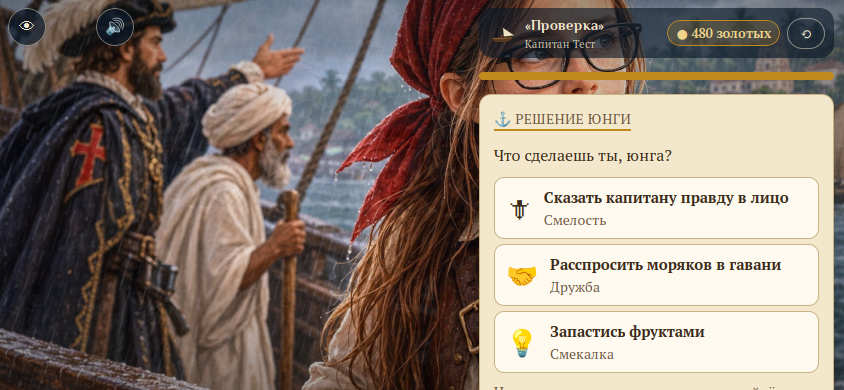 «Проверка»
Капитан Тест
480 золотых
РЕШЕНИЕ ЮНГИ
Что сделаешь ты, юнга?
Сказать капитану правду в лицо
Смелость
Расспросить моряков в гавани
Дружба
Запастись фруктами
Смекалка